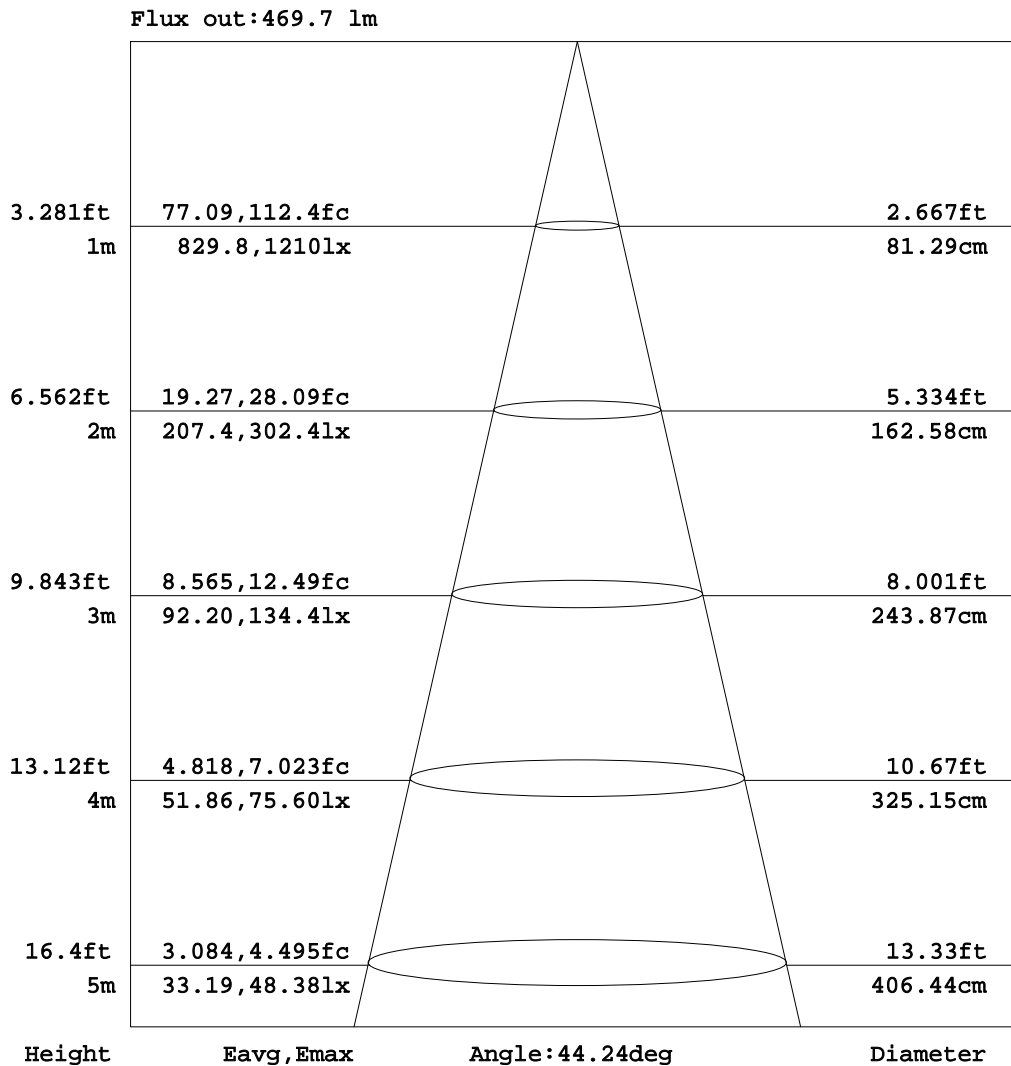 Flux out:469.7 lm
3.281ft 77.09,112.4fc 2.667ft
1m 829.8,1210lx 81.29cm
6.562ft 19.27,28.09fc 5.334ft
2m 207.4,302.4lx 162.58cm
9.843ft 8.565,12.49fc 8.001ft
3m 92.20,134.4lx 243.87cm
13.12ft 4.818,7.023fc 10.67ft
4m 51.86,75.60lx 325.15cm
16.4ft 3.084,4.495fc 13.33ft
5m 33.19,48.38lx 406.44cm
Height Eavg,Emax Angle:44.24deg Diameter